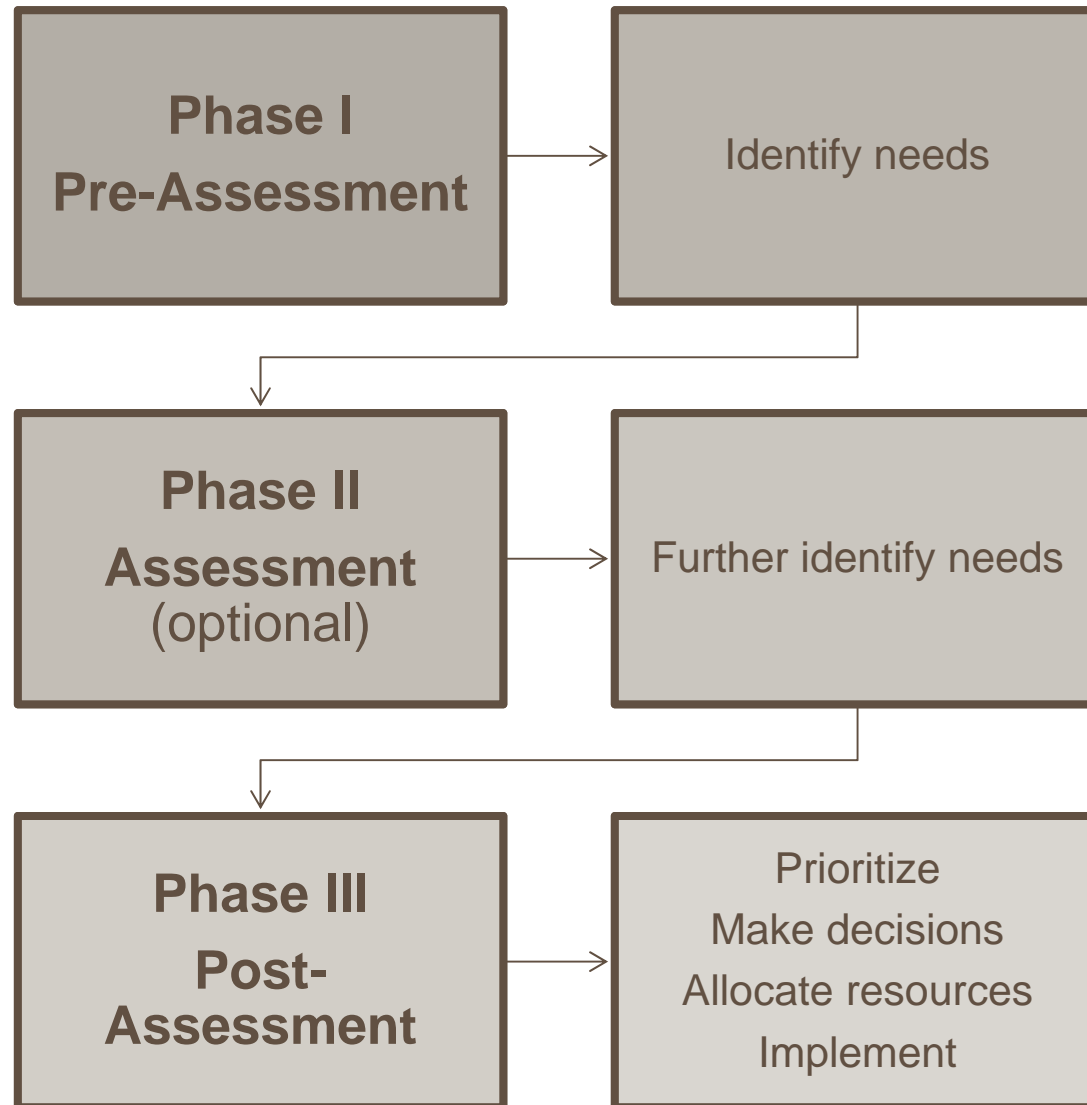 Phase I
Pre-Assessment
Identify needs
Phase II
Assessment
(optional)
Further identify needs
Phase III
Post-
Assessment
Prioritize
Make decisions
Allocate resources
Implement